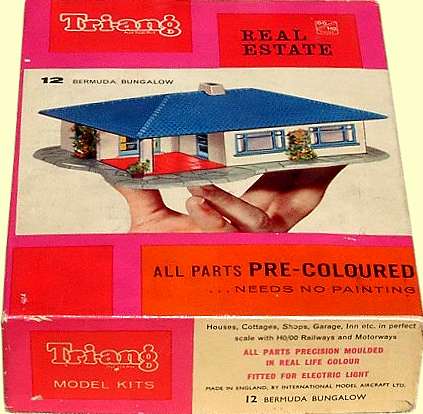 Tri-ang
REAL
ESTATE
12 BERMUDA BUNGALOW
ALL PARTS PRE-COLOURED
...NEEDS NO PAINTING
Tri-ang
MODEL KITS
Houses, Cottages, Shops, Garage, Inn etc. in perfect
scale with H0/00 Railways and Motorways
ALL PARTS PRECISION MOULDED
IN REAL LIFE COLOUR
FITTED FOR ELECTRIC LIGHT
MADE IN ENGLAND, BY INTERNATIONAL MODEL AIRCRAFT LTD.
12 BERMUDA BUNGALOW